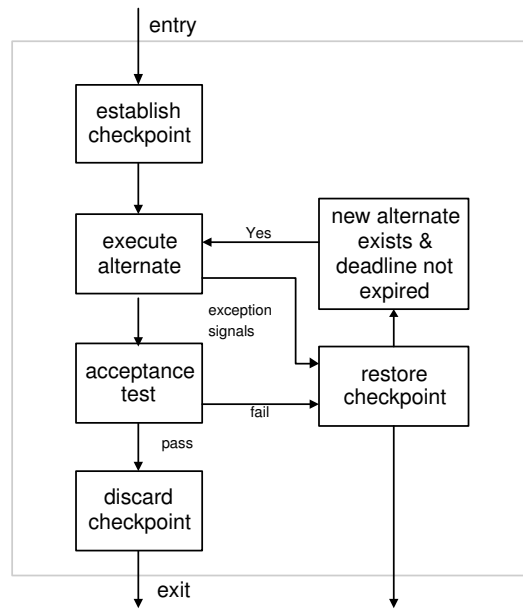 entry
establish
checkpoint
execute
alternate
Yes
new alternate
exists &
deadline not
expired
exception
signals
acceptance
test
fail
restore
checkpoint
pass
discard
checkpoint
exit